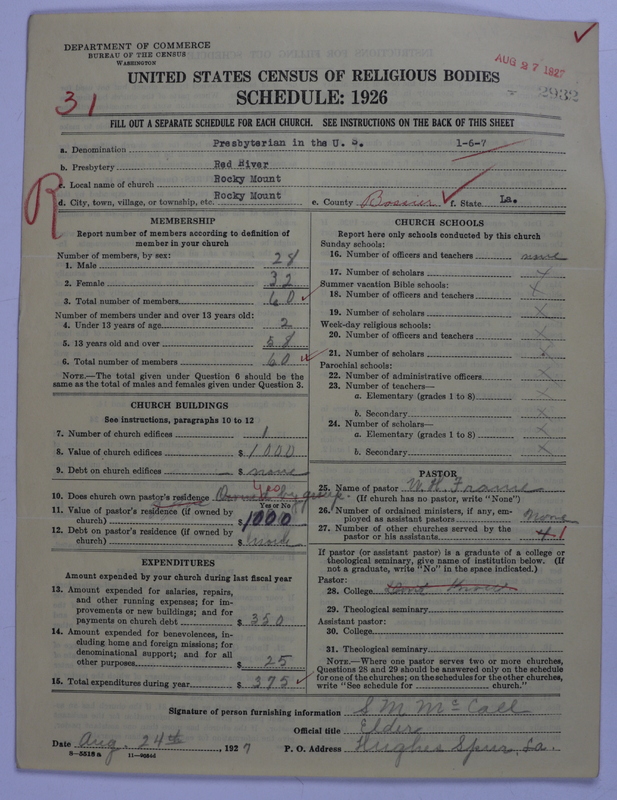 DEPARTMENT OF COMMERCE
BUREAU OF THE CENSUS
WASHINGTON
AUG 27 1927
2932
UNITED STATES CENSUS OF RELIGIOUS BODIES
31
SCHEDULE: 1926
FILL OUT A SEPARATE SCHEDULE FOR EACH CHURCH. SEE INSTRUCTIONS ON THE BACK OF THIS SHEET
a. Denomination Presbyterian in the U. S. 1-6-7
b. Presbytery Red River
R
c. Local name of church Rocky Mount
d. City, town, village, or township, etc. Rocky Mount e. County Bossier f. State La.
MEMBERSHIP
Report number of members according to definition of
member in your church
Number of members, by sex:
1. Male 28
2. Female 32
3. Total number of members 60
Number of members under and over 13 years old:
4. Under 13 years of age 2
5. 13 years old and over 58
6. Total number of members 60
NOTE.—The total given under Question 6 should be the
same as the total of males and females given under Question 3.
CHURCH BUILDINGS
See instructions, paragraphs 10 to 12
7. Number of church edifices 1
8. Value of church edifices $ 1000
9. Debt on church edifices $ none
10. Does church own pastor's residence Owned by group. yes
Yes or No
11. Value of pastor's residence (if owned by
church) $ 1000
12. Debt on pastor's residence (if owned by
church) $ none
EXPENDITURES
Amount expended by your church during last fiscal year
13. Amount expended for salaries, repairs,
and other running expenses; for im-
provements or new buildings; and for
payments on church debt $ 350
14. Amount expended for benevolences, in-
cluding home and foreign missions; for
denominational support; and for all
other purposes $ 25
15. Total expenditures during year $ 375
CHURCH SCHOOLS
Report here only schools conducted by this church
Sunday schools:
16. Number of officers and teachers none
17. Number of scholars x
Summer vacation Bible schools:
18. Number of officers and teachers x
19. Number of scholars x
Week-day religious schools:
20. Number of officers and teachers x
21. Number of scholars x
Parochial schools:
22. Number of administrative officers x
23. Number of teachers—
a. Elementary (grades 1 to 8) x
b. Secondary x
24. Number of scholars—
a. Elementary (grades 1 to 8) x
b. Secondary x
PASTOR
25. Name of pastor W. H. Frame
(If church has no pastor, write "None")
26. Number of ordained ministers, if any, em-
ployed as assistant pastors None
27. Number of other churches served by the
pastor or his assistants 4 1
If pastor (or assistant pastor) is a graduate of a college or
theological seminary, give name of institution below. (If
not a graduate, write "No" in the space indicated.)
Pastor:
28. College Dont know
29. Theological seminary
Assistant pastor:
30. College
31. Theological seminary
NOTE.—Where one pastor serves two or more churches,
Questions 28 and 29 should be answered only on the schedule
for one of the churches; on the schedules for the other churches,
write "See schedule for church."
Signature of person furnishing information S. M. McCall
Official title Elder
Date Aug. 24th, 1927 P. O. Address Hughes Spur, La.
8-5518a